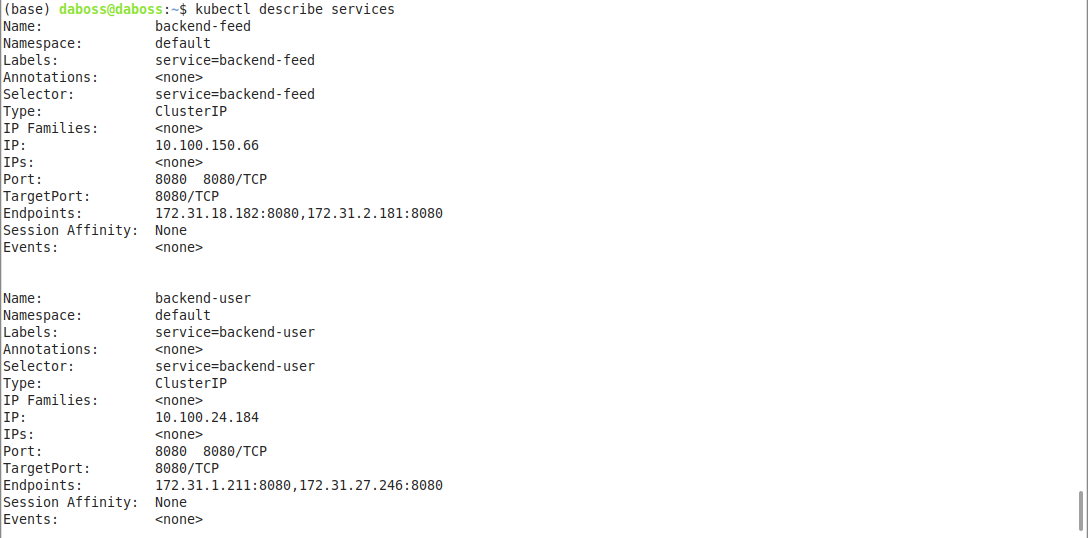 (base) daboss@daboss:~$ kubectl describe services
Name:              backend-feed
Namespace:         default
Labels:            service=backend-feed
Annotations:       <none>
Selector:          service=backend-feed
Type:              ClusterIP
IP Families:       <none>
IP:                10.100.150.66
IPs:               <none>
Port:              8080  8080/TCP
TargetPort:        8080/TCP
Endpoints:         172.31.18.182:8080,172.31.2.181:8080
Session Affinity:  None
Events:            <none>
Name:              backend-user
Namespace:         default
Labels:            service=backend-user
Annotations:       <none>
Selector:          service=backend-user
Type:              ClusterIP
IP Families:       <none>
IP:                10.100.24.184
IPs:               <none>
Port:              8080  8080/TCP
TargetPort:        8080/TCP
Endpoints:         172.31.1.211:8080,172.31.27.246:8080
Session Affinity:  None
Events:            <none>